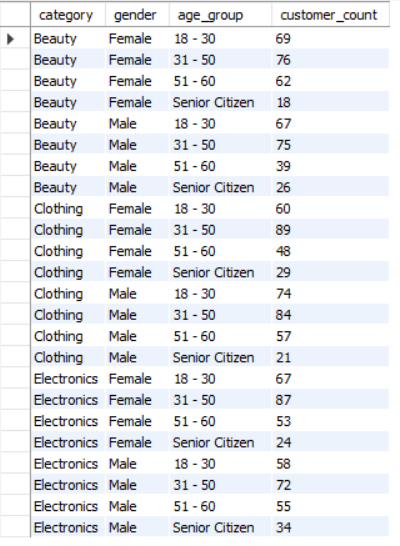 category gender age_group customer_count
Beauty Female 18 - 30 69
Beauty Female 31 - 50 76
Beauty Female 51 - 60 62
Beauty Female Senior Citizen 18
Beauty Male 18 - 30 67
Beauty Male 31 - 50 75
Beauty Male 51 - 60 39
Beauty Male Senior Citizen 26
Clothing Female 18 - 30 60
Clothing Female 31 - 50 89
Clothing Female 51 - 60 48
Clothing Female Senior Citizen 29
Clothing Male 18 - 30 74
Clothing Male 31 - 50 84
Clothing Male 51 - 60 57
Clothing Male Senior Citizen 21
Electronics Female 18 - 30 67
Electronics Female 31 - 50 87
Electronics Female 51 - 60 53
Electronics Female Senior Citizen 24
Electronics Male 18 - 30 58
Electronics Male 31 - 50 72
Electronics Male 51 - 60 55
Electronics Male Senior Citizen 34